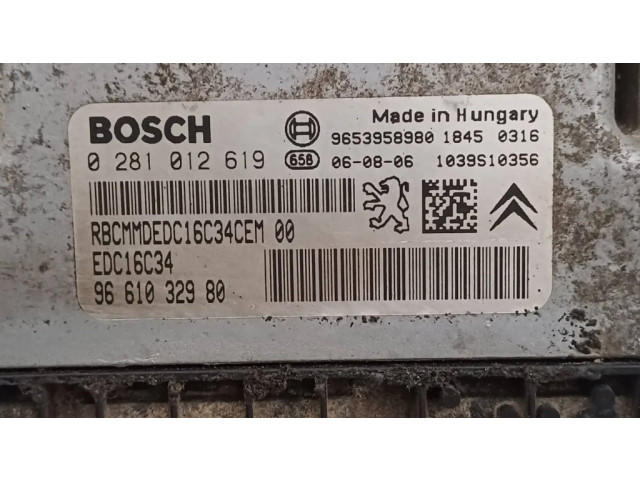 BOSCH
Made in Hungary
9653958980 1845 0316
0 281 012 619 658 06-08-06 1039S10356
RBCMMDEDC16C34CEM 00
EDC16C34
96 610 329 80